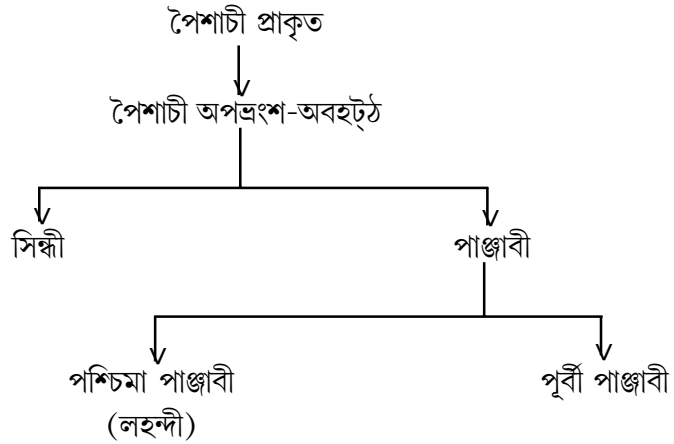 পৈশাচী প্রাকৃত
পৈশাচী অপভ্রংশ-অবহট্‌ঠ
সিন্ধী পাঞ্জাবী
পশ্চিমা পাঞ্জাবী পূর্বী পাঞ্জাবী
(লহন্দী)